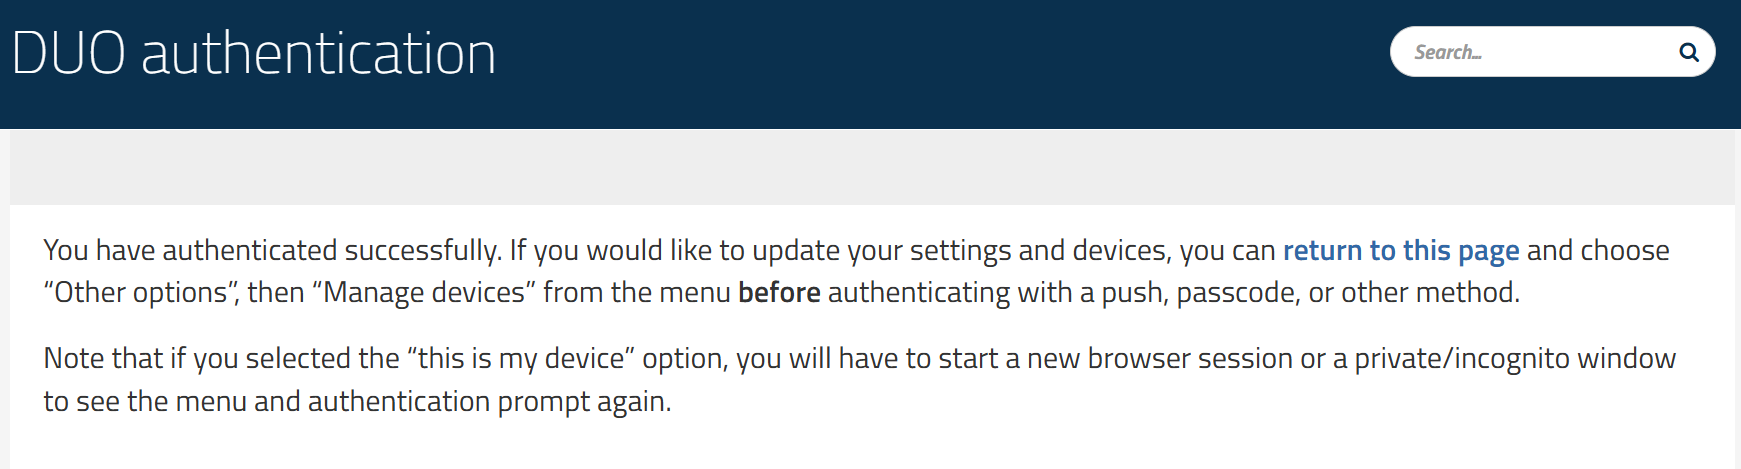 DUO authentication
Search...
You have authenticated successfully. If you would like to update your settings and devices, you can return to this page and choose
“Other options”, then “Manage devices” from the menu before authenticating with a push, passcode, or other method.
Note that if you selected the “this is my device” option, you will have to start a new browser session or a private/incognito window
to see the menu and authentication prompt again.